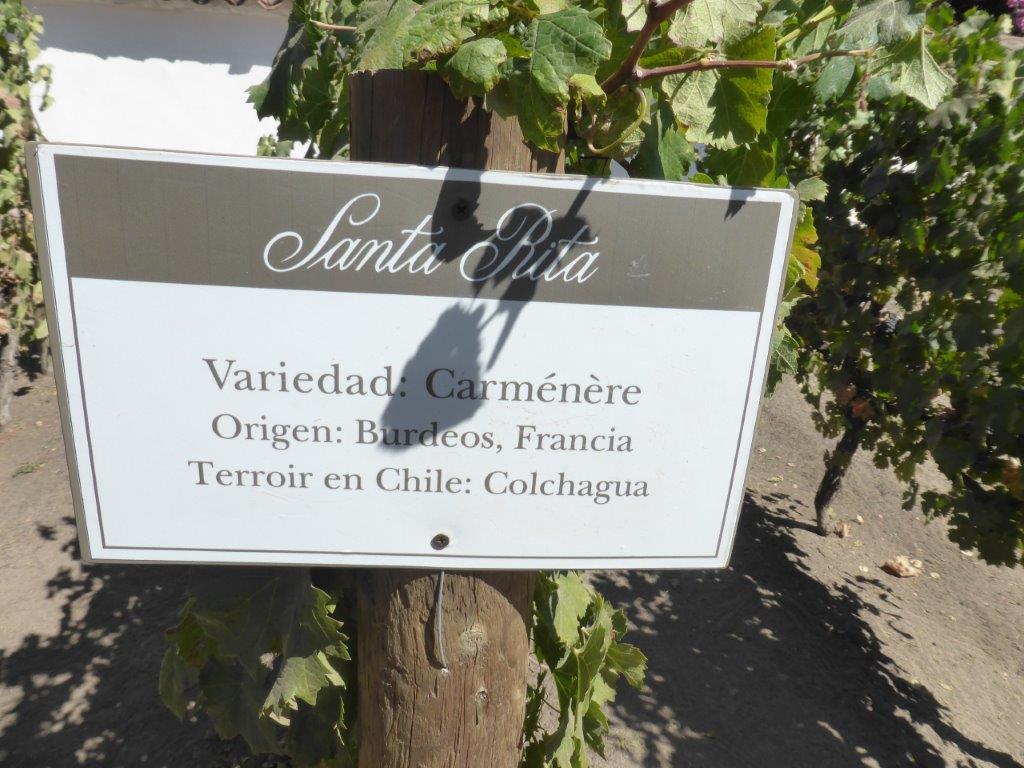 Santa Rita
Variedad: Carménère
Origen: Burdeos, Francia
Terroir en Chile: Colchagua